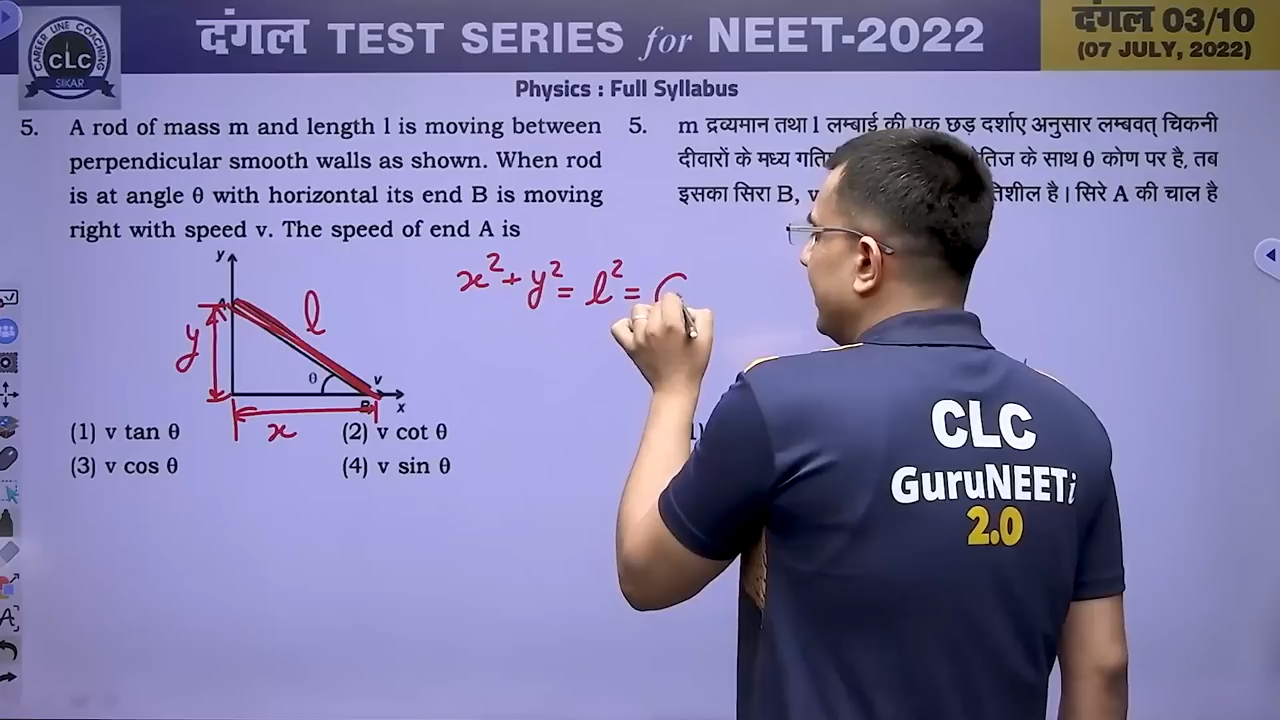 दंगल TEST SERIES for NEET-2022
दंगल 03/10
(07 JULY, 2022)
CAREER LINE COACHING
CLC
SIKAR
Physics : Full Syllabus
5. A rod of mass m and length l is moving between
perpendicular smooth walls as shown. When rod
is at angle θ with horizontal its end B is moving
right with speed v. The speed of end A is
5. m द्रव्यमान तथा l लम्बाई की एक छड़ दर्शाए अनुसार लम्बवत् चिकनी
दीवारों के मध्य के साथ θ कोण पर है, तब
इसका सिरा B, है। सिरे A की चाल है
y
A
l
y
θ
v
B
x
x
x² + y² = l² =
(1) v tan θ (2) v cot θ
(3) v cos θ (4) v sin θ
CLC
GuruNEETi
2.0